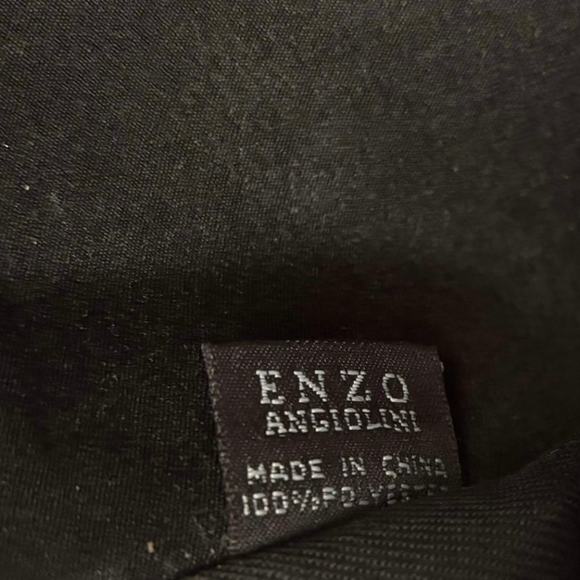 ENZO
ANGIOLINI
MADE IN CHINA
100% POLYESTER